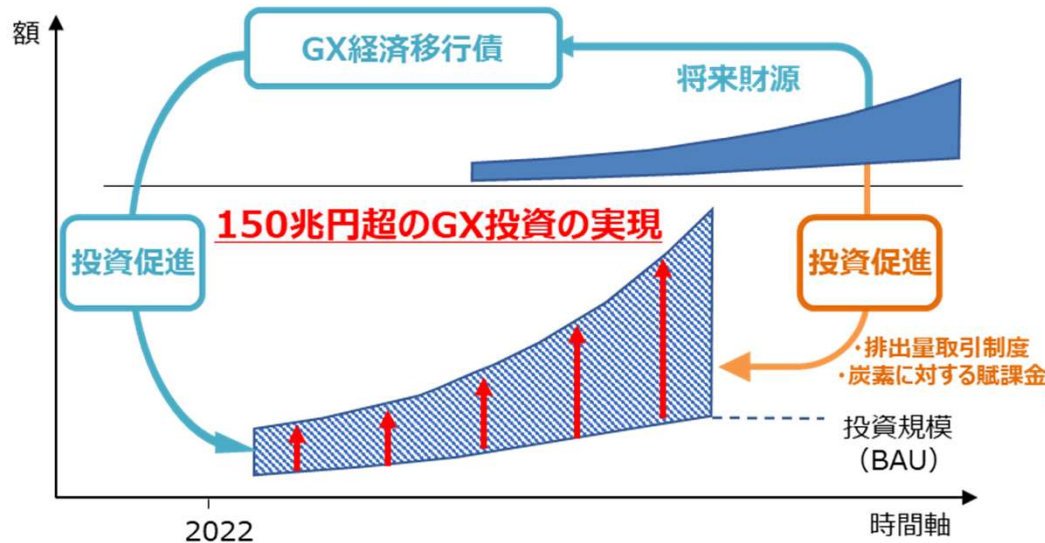 額
GX経済移行債
将来財源
150兆円超のGX投資の実現
投資促進
投資促進
・排出量取引制度
・炭素に対する賦課金
投資規模
（BAU）
2022
時間軸